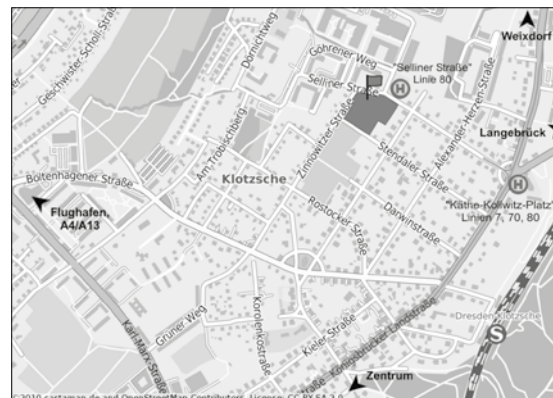 Weixdorf
Geschwister-Scholl-Straße
Dörnichtweg
Göhrener Weg
"Selliner Straße"
Linie 80
Selliner Straße
Alexander-Herzen-Straße
Langebrück
Zinnowitzer-Straße
Am Trobischberg
Stendaler Straße
Klotzsche
Boltenhagener Straße
"Käthe-Kollwitz-Platz"
Linien 7, 70, 80
Flughafen,
A4/A13
Rostocker Straße
Darwinstraße
Grüner Weg
Korolenkostraße
Karl-Marx-Straße
Kieler Straße
Königsbrücker Landstraße
Dresden-Klotzsche
S
Zentrum